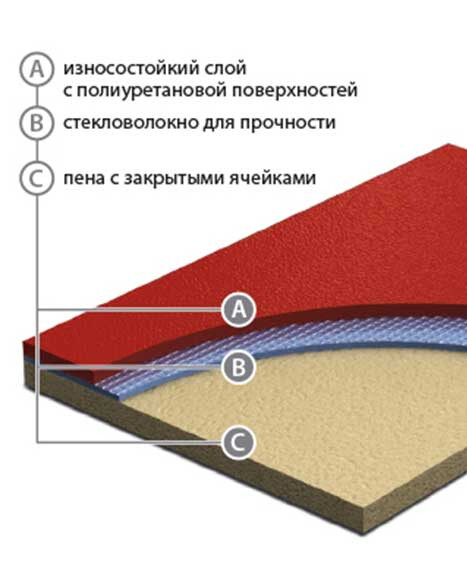 A износостойкий слой
с полиуретановой поверхностей
B стекловолокно для прочности
C пена с закрытыми ячейками
A
B
C